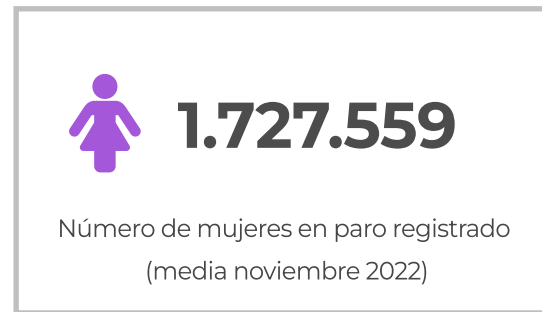 1.727.559
Número de mujeres en paro registrado
(media noviembre 2022)